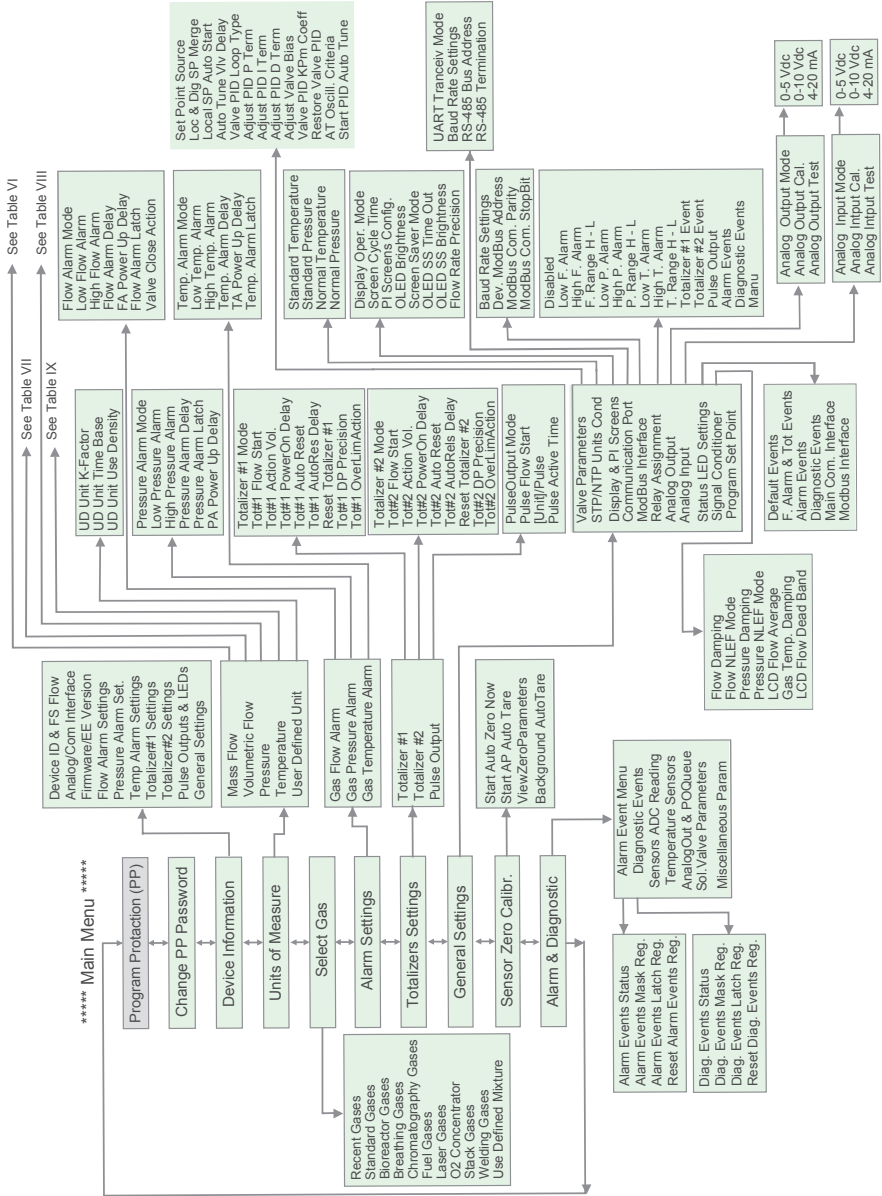 ***** Main Menu *****
Program Protaction (PP)
Change PP Password
Device Information
Units of Measure
Select Gas
Alarm Settings
Totalizers Settings
General Settings
Sensor Zero Calibr.
Alarm & Diagnostic
Recent Gases
Standard Gases
Bioreactor Gases
Breathing Gases
Chromatography Gases
Fuel Gases
Laser Gases
O2 Concentrator
Stack Gases
Welding Gases
Use Defined Mixture
Alarm Events Status
Alarm Events Mask Reg.
Alarm Events Latch Reg.
Reset Alarm Events Reg.
Diag. Events Status
Diag. Events Mask Reg.
Diag. Events Latch Reg.
Reset Diag. Events Reg.
Device ID & FS Flow
Analog/Com Interface
Firmware/EE Version
Flow Alarm Settings
Pressure Alarm Set.
Temp Alarm Settings
Totalizer#1 Settings
Totalizer#2 Settings
Pulse Outputs & LEDs
General Settings
Mass Flow
Volumetric Flow
Pressure
Temperature
User Defined Unit
Gas Flow Alarm
Gas Pressure Alarm
Gas Temperature Alarm
Totalizer #1
Totalizer #2
Pulse Output
Start Auto Zero Now
Start AP Auto Tare
ViewZeroParameters
Background AutoTare
Alarm Event Menu
Diagnostic Events
Sensors ADC Reading
Temperature Sensors
AnalogOut & POQueue
Sol.Valve Parameters
Miscellaneous Param
See Table VI
See Table VIII
See Table VII
See Table IX
UD Unit K-Factor
UD Unit Time Base
UD Unit Use Density
Pressure Alarm Mode
Low Pressure Alarm
High Pressure Alarm
Pressure Alarm Delay
Pressure Alarm Latch
PA Power Up Delay
Totalizer #1 Mode
Tot#1 Flow Start
Tot#1 Action Vol.
Tot#1 PowerOn Delay
Tot#1 Auto Reset
Tot#1 AutoRes Delay
Reset Totalizer #1
Tot#1 DP Precision
Tot#1 OverLimAction
Totalizer #2 Mode
Tot#2 Flow Start
Tot#2 Action Vol.
Tot#2 PowerOn Delay
Tot#2 Auto Reset
Tot#2 AutoRels Delay
Reset Totalizer #2
Tot#2 DP Precision
Tot#2 OverLimAction
PulseOutput Mode
Pulse Flow Start
[Unit]/Pulse
Pulse Active Time
Valve Parameters
STP/NTP Units Cond
Display & PI Screens
Communication Port
ModBus Interface
Relay Assignment
Analog Output
Analog Input
Status LED Settings
Signal Conditioner
Program Set Point
Flow Damping
Flow NLEF Mode
Pressure Damping
Pressure NLEF Mode
LCD Flow Average
Gas Temp. Damping
LCD Flow Dead Band
Flow Alarm Mode
Low Flow Alarm
High Flow Alarm
Flow Alarm Delay
FA Power Up Delay
Flow Alarm Latch
Valve Close Action
Temp. Alarm Mode
Low Temp. Alarm
High Temp. Alarm
Temp. Alarm Delay
TA Power Up Delay
Temp. Alarm Latch
Standard Temperature
Standard Pressure
Normal Temperature
Normal Pressure
Display Oper. Mode
Screen Cycle Time
PI Screens Config.
OLED Brightness
Screen Saver Mode
OLED SS Time Out
OLED SS Brightness
Flow Rate Precision
Baud Rate Settings
Dev. ModBus Address
ModBus Com. Parity
ModBus Com. StopBit
Disabled
Low F. Alarm
High F. Alarm
F. Range H - L
Low P. Alarm
High P. Alarm
P. Range H - L
Low T. Alarm
High T. Alarm
T. Range H - L
Totalizer #1 Event
Totalizer #2 Event
Pulse Output
Alarm Events
Diagnostic Events
Manu
Default Events
F. Alarm & Tot Events
Alarm Events
Diagnostic Events
Main Com. Interface
Modbus Interface
Set Point Source
Loc & Dig SP Merge
Local SP Auto Start
Auto Tune Vlv Delay
Valve PID Loop Type
Adjust PID P Term
Adjust PID I Term
Adjust PID D Term
Adjust Valve Bias
Valve PID KPm Coeff
Restore Valve PID
AT Oscill. Criteria
Start PID Auto Tune
UART Tranceiv Mode
Baud Rate Settings
RS-485 Bus Address
RS-485 Termination
Analog Output Mode
Analog Output Cal.
Analog Output Test
0-5 Vdc
0-10 Vdc
4-20 mA
Analog Input Mode
Analog Intput Cal.
Analog Intput Test
0-5 Vdc
0-10 Vdc
4-20 mA